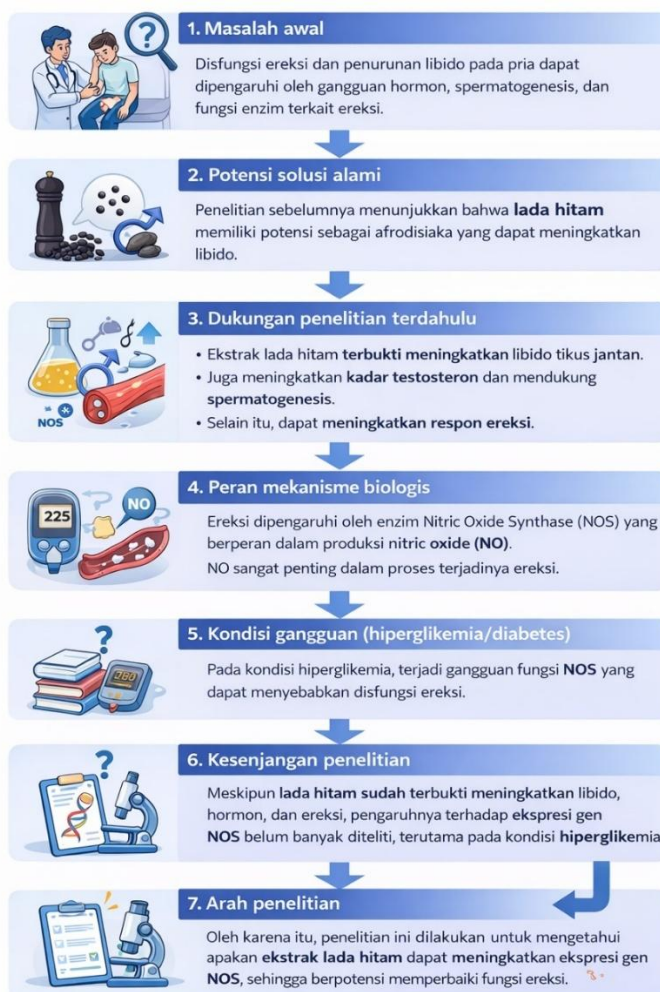 1. Masalah awal
Disfungsi ereksi dan penurunan libido pada pria dapat
dipengaruhi oleh gangguan hormon, spermatogenesis, dan
fungsi enzim terkait ereksi.
2. Potensi solusi alami
Penelitian sebelumnya menunjukkan bahwa lada hitam
memiliki potensi sebagai afrodisiaka yang dapat meningkatkan
libido.
3. Dukungan penelitian terdahulu
• Ekstrak lada hitam terbukti meningkatkan libido tikus jantan.
• Juga meningkatkan kadar testosteron dan mendukung
spermatogenesis.
• Selain itu, dapat meningkatkan respon ereksi.
NOS
4. Peran mekanisme biologis
Ereksi dipengaruhi oleh enzim Nitric Oxide Synthase (NOS) yang
berperan dalam produksi nitric oxide (NO).
NO sangat penting dalam proses terjadinya ereksi.
225
NO
5. Kondisi gangguan (hiperglikemia/diabetes)
Pada kondisi hiperglikemia, terjadi gangguan fungsi NOS yang
dapat menyebabkan disfungsi ereksi.
?
280
6. Kesenjangan penelitian
Meskipun lada hitam sudah terbukti meningkatkan libido,
hormon, dan ereksi, pengaruhnya terhadap ekspresi gen
NOS belum banyak diteliti, terutama pada kondisi hiperglikemia
?
7. Arah penelitian
Oleh karena itu, penelitian ini dilakukan untuk mengetahui
apakan ekstrak lada hitam dapat meningkatkan ekspresi gen
NOS, sehingga berpotensi memperbaiki fungsi ereksi.